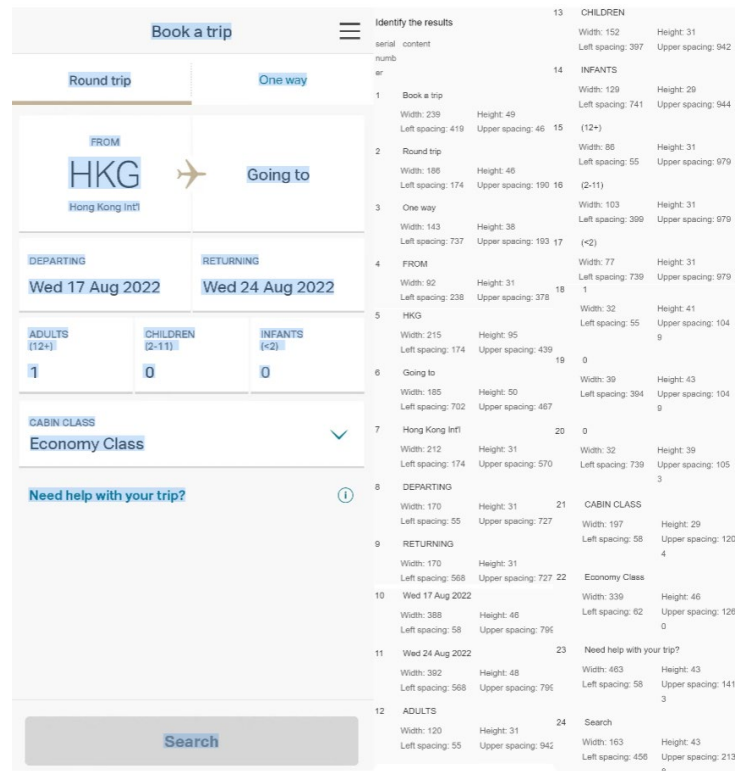 Book a trip
Round trip
One way
FROM
HKG
Going to
Hong Kong Int'l
DEPARTING
RETURNING
Wed 17 Aug 2022
Wed 24 Aug 2022
ADULTS
CHILDREN
INFANTS
(12+)
(2-11)
(<2)
1
0
0
CABIN CLASS
Economy Class
Need help with your trip?
Search
Identify the results
serial content
numb
er
1 Book a trip
Width: 239 Height: 49
Left spacing: 419 Upper spacing: 46
2 Round trip
Width: 186 Height: 46
Left spacing: 174 Upper spacing: 190
3 One way
Width: 143 Height: 38
Left spacing: 737 Upper spacing: 193
4 FROM
Width: 92 Height: 31
Left spacing: 238 Upper spacing: 378
5 HKG
Width: 215 Height: 95
Left spacing: 174 Upper spacing: 439
6 Going to
Width: 185 Height: 50
Left spacing: 702 Upper spacing: 467
7 Hong Kong Int'l
Width: 212 Height: 31
Left spacing: 174 Upper spacing: 570
8 DEPARTING
Width: 170 Height: 31
Left spacing: 55 Upper spacing: 727
9 RETURNING
Width: 170 Height: 31
Left spacing: 568 Upper spacing: 727
10 Wed 17 Aug 2022
Width: 388 Height: 46
Left spacing: 58 Upper spacing: 799
11 Wed 24 Aug 2022
Width: 392 Height: 48
Left spacing: 568 Upper spacing: 799
12 ADULTS
Width: 120 Height: 31
Left spacing: 55 Upper spacing: 942
13 CHILDREN
Width: 152 Height: 31
Left spacing: 397 Upper spacing: 942
14 INFANTS
Width: 129 Height: 29
Left spacing: 741 Upper spacing: 944
15 (12+)
Width: 86 Height: 31
Left spacing: 55 Upper spacing: 979
16 (2-11)
Width: 103 Height: 31
Left spacing: 399 Upper spacing: 979
17 (<2)
Width: 77 Height: 31
Left spacing: 739 Upper spacing: 979
18 1
Width: 32 Height: 41
Left spacing: 55 Upper spacing: 104
9
19 0
Width: 39 Height: 43
Left spacing: 394 Upper spacing: 104
9
20 0
Width: 32 Height: 39
Left spacing: 739 Upper spacing: 105
3
21 CABIN CLASS
Width: 197 Height: 29
Left spacing: 58 Upper spacing: 120
4
22 Economy Class
Width: 339 Height: 46
Left spacing: 62 Upper spacing: 126
0
23 Need help with your trip?
Width: 463 Height: 43
Left spacing: 58 Upper spacing: 141
3
24 Search
Width: 163 Height: 43
Left spacing: 456 Upper spacing: 213